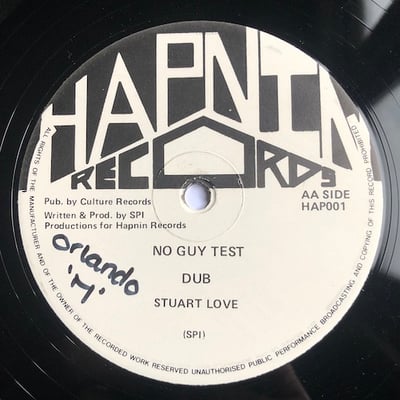 HAPNIN
RECORDS
AA SIDE
HAP001
Pub. by Culture Records
Written & Prod. by SPI
Productions for Hapnin Records
Orlando
'M'
NO GUY TEST
DUB
STUART LOVE
(SPI)
ALL RIGHTS OF THE MANUFACTURER AND OF THE OWNER OF THE RECORDED WORK RESERVED UNAUTHORISED PUBLIC PERFORMANCE BROADCASTING AND COPYING OF THIS RECORD PROHIBITED